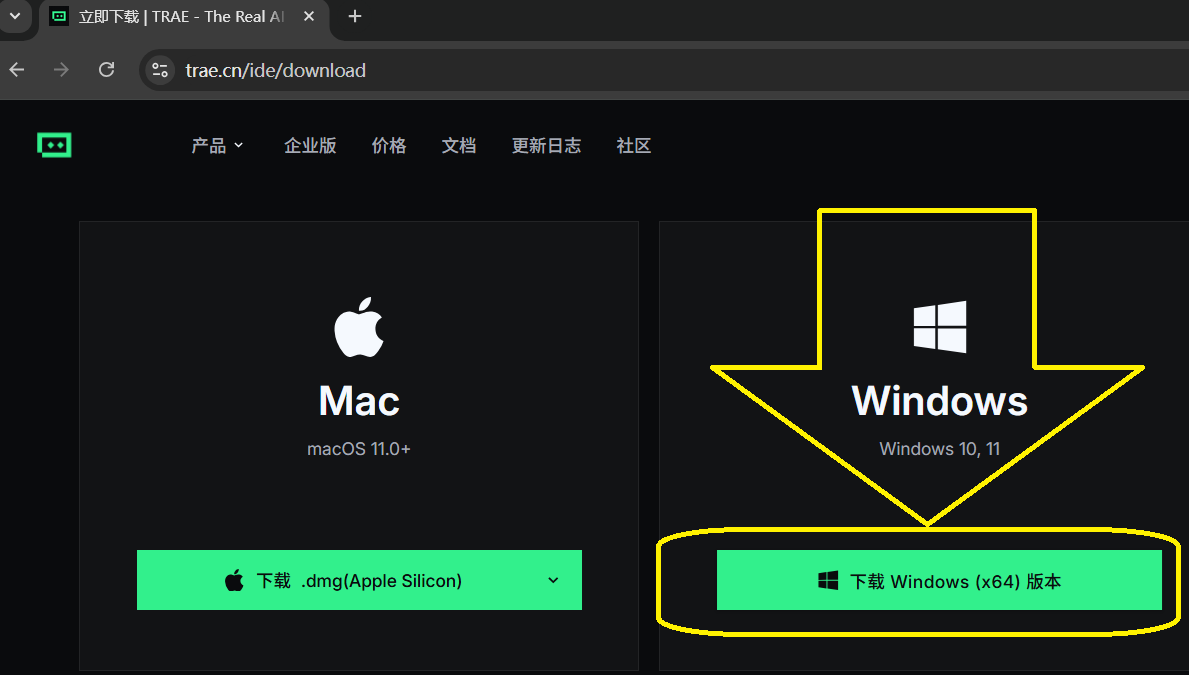 立即下载 | TRAE - The Real AI
trae.cn/ide/download
产品 企业版 价格 文档 更新日志 社区
Mac
macOS 11.0+
下载 .dmg(Apple Silicon)
Windows
Windows 10, 11
下载 Windows (x64) 版本